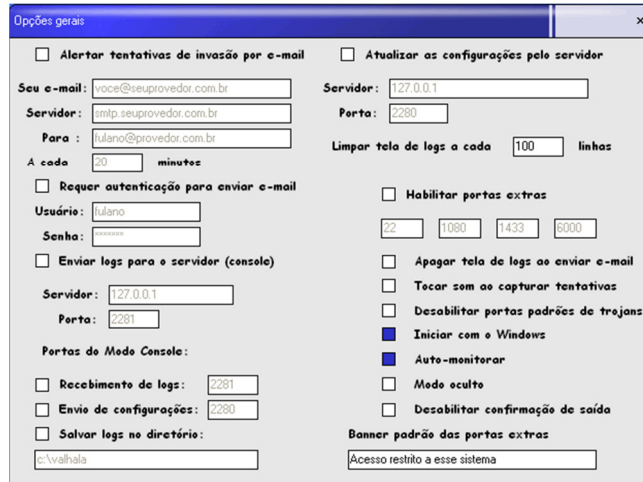 Opções gerais
x
Alertar tentativas de invasão por e-mail
Seu e-mail: voce@seuprovedor.com.br
Servidor: smtp.seuprovedor.com.br
Para : fulano@provedor.com.br
A cada 20 minutos
Requer autenticação para enviar e-mail
Usuário: fulano
Senha: *******
Enviar logs para o servidor (console)
Servidor: 127.0.0.1
Porta: 2281
Portas do Modo Console:
Recebimento de logs: 2281
Envio de configurações: 2280
Salvar logs no diretório:
c:\valhala
Atualizar as configurações pelo servidor
Servidor: 127.0.0.1
Porta: 2280
Limpar tela de logs a cada 100 linhas
Habilitar portas extras
22 1080 1433 6000
Apagar tela de logs ao enviar e-mail
Tocar som ao capturar tentativas
Desabilitar portas padrões de trojans
Iniciar com o Windows
Auto-monitorar
Modo oculto
Desabilitar confirmação de saída
Banner padrão das portas extras
Acesso restrito a esse sistema